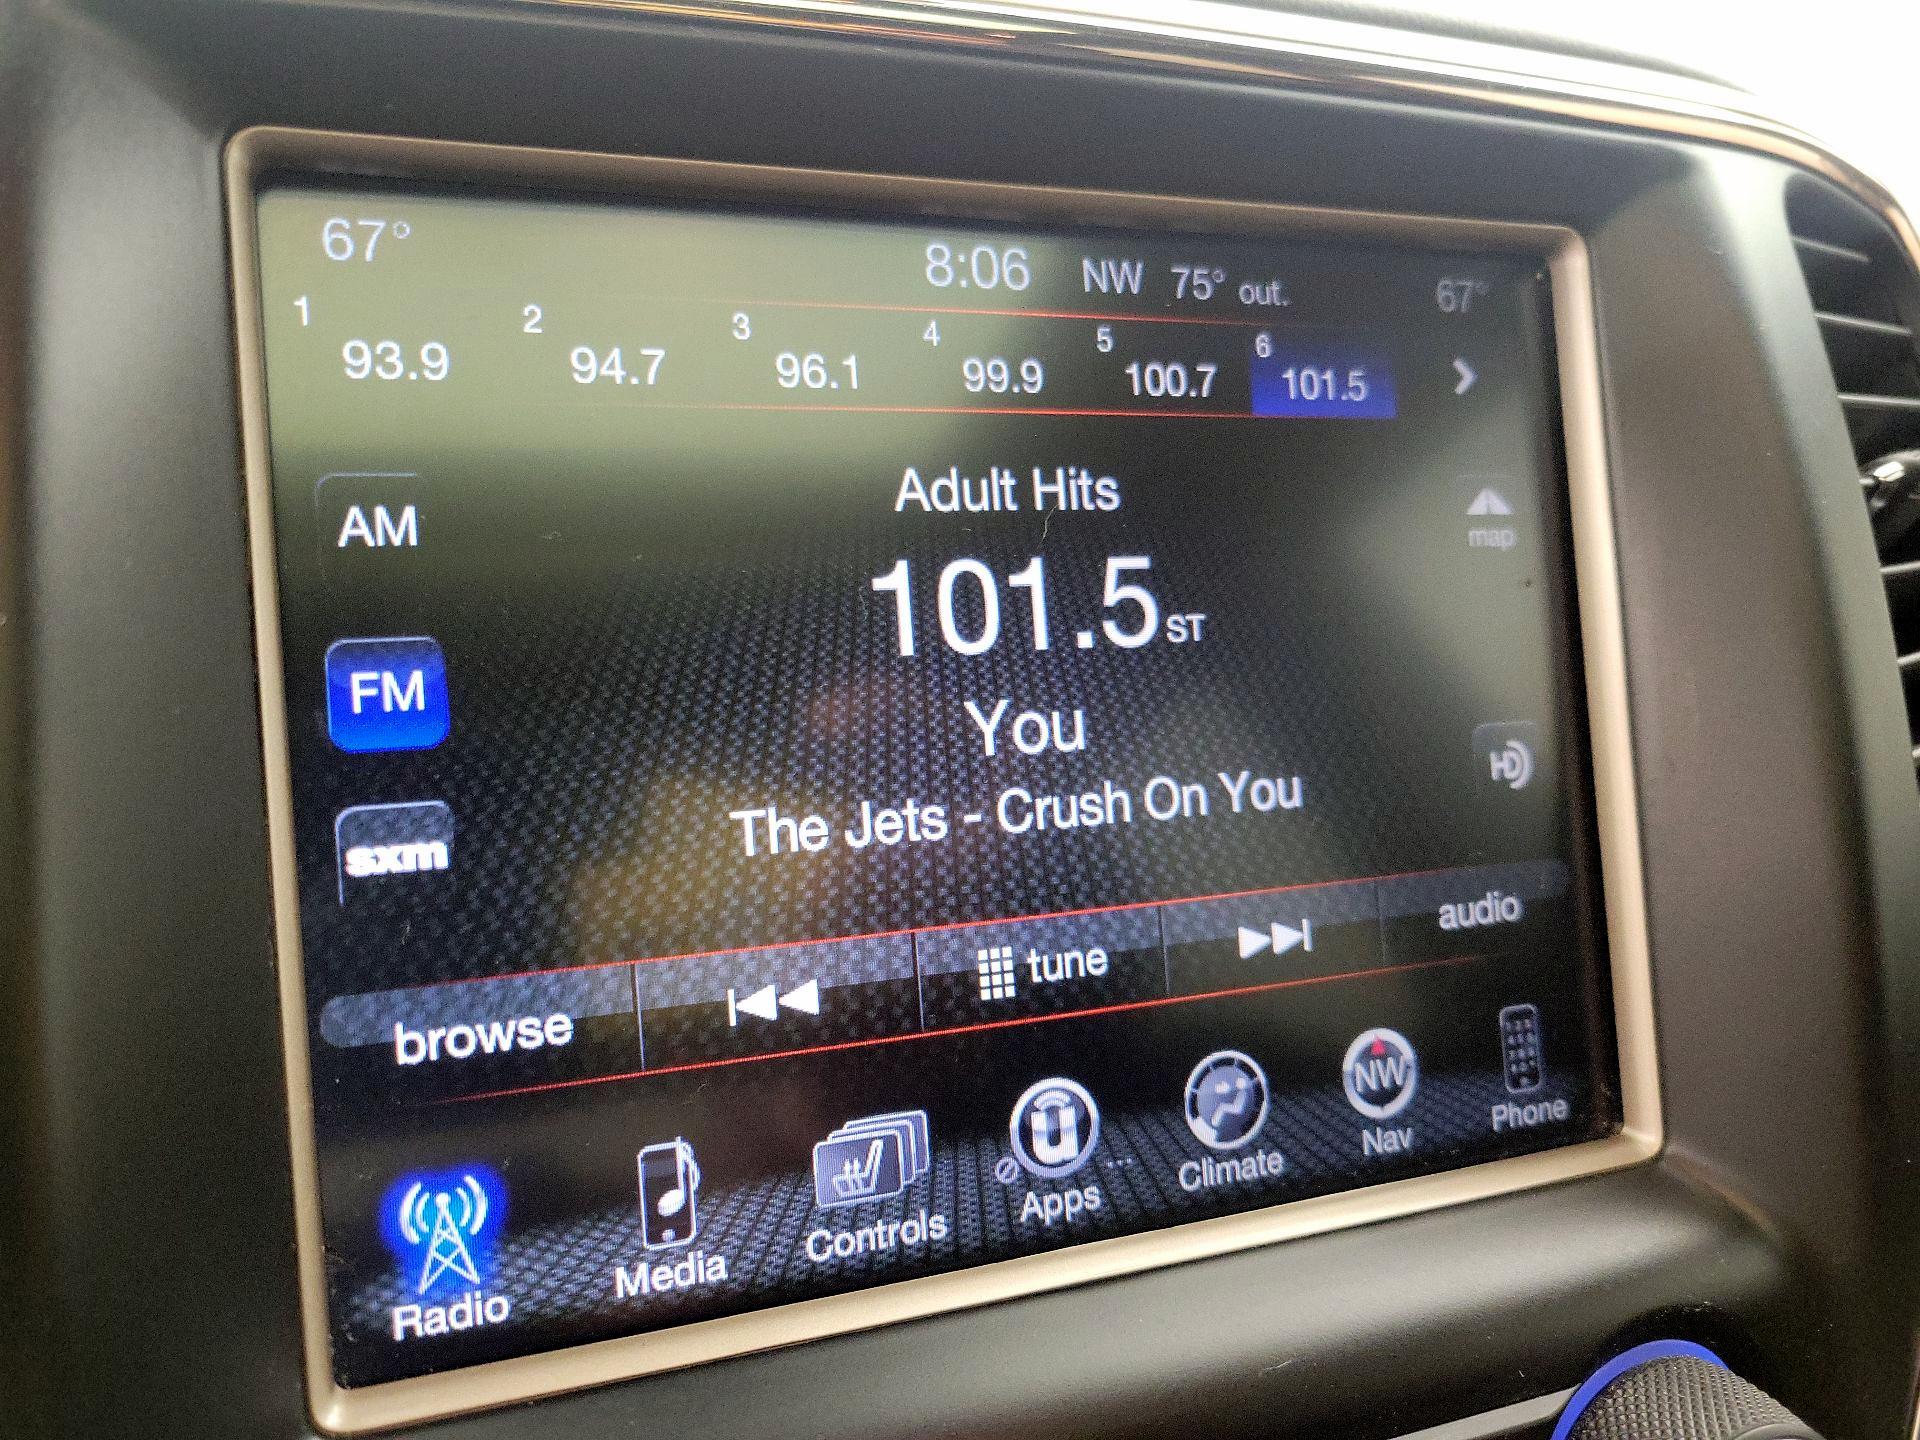 67° 8:06 NW 75° out. 67°
1 93.9 2 94.7 3 96.1 4 99.9 5 100.7 6 101.5
Adult Hits
AM
map
101.5 ST
FM
You
HD
The Jets - Crush On You
sxm
browse tune audio
Radio Media Controls Apps ... Climate NW Nav Phone